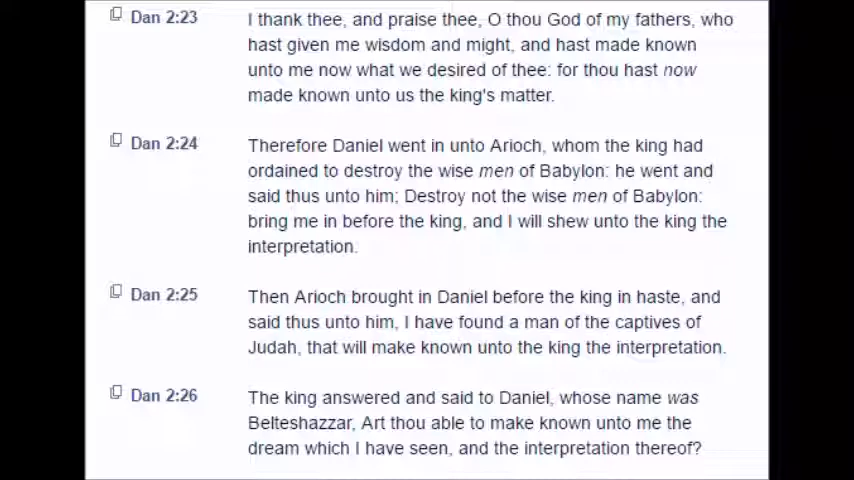 Dan 2:23 I thank thee, and praise thee, O thou God of my fathers, who
hast given me wisdom and might, and hast made known
unto me now what we desired of thee: for thou hast now
made known unto us the king's matter.
Dan 2:24 Therefore Daniel went in unto Arioch, whom the king had
ordained to destroy the wise men of Babylon: he went and
said thus unto him; Destroy not the wise men of Babylon:
bring me in before the king, and I will shew unto the king the
interpretation.
Dan 2:25 Then Arioch brought in Daniel before the king in haste, and
said thus unto him, I have found a man of the captives of
Judah, that will make known unto the king the interpretation.
Dan 2:26 The king answered and said to Daniel, whose name was
Belteshazzar, Art thou able to make known unto me the
dream which I have seen, and the interpretation thereof?